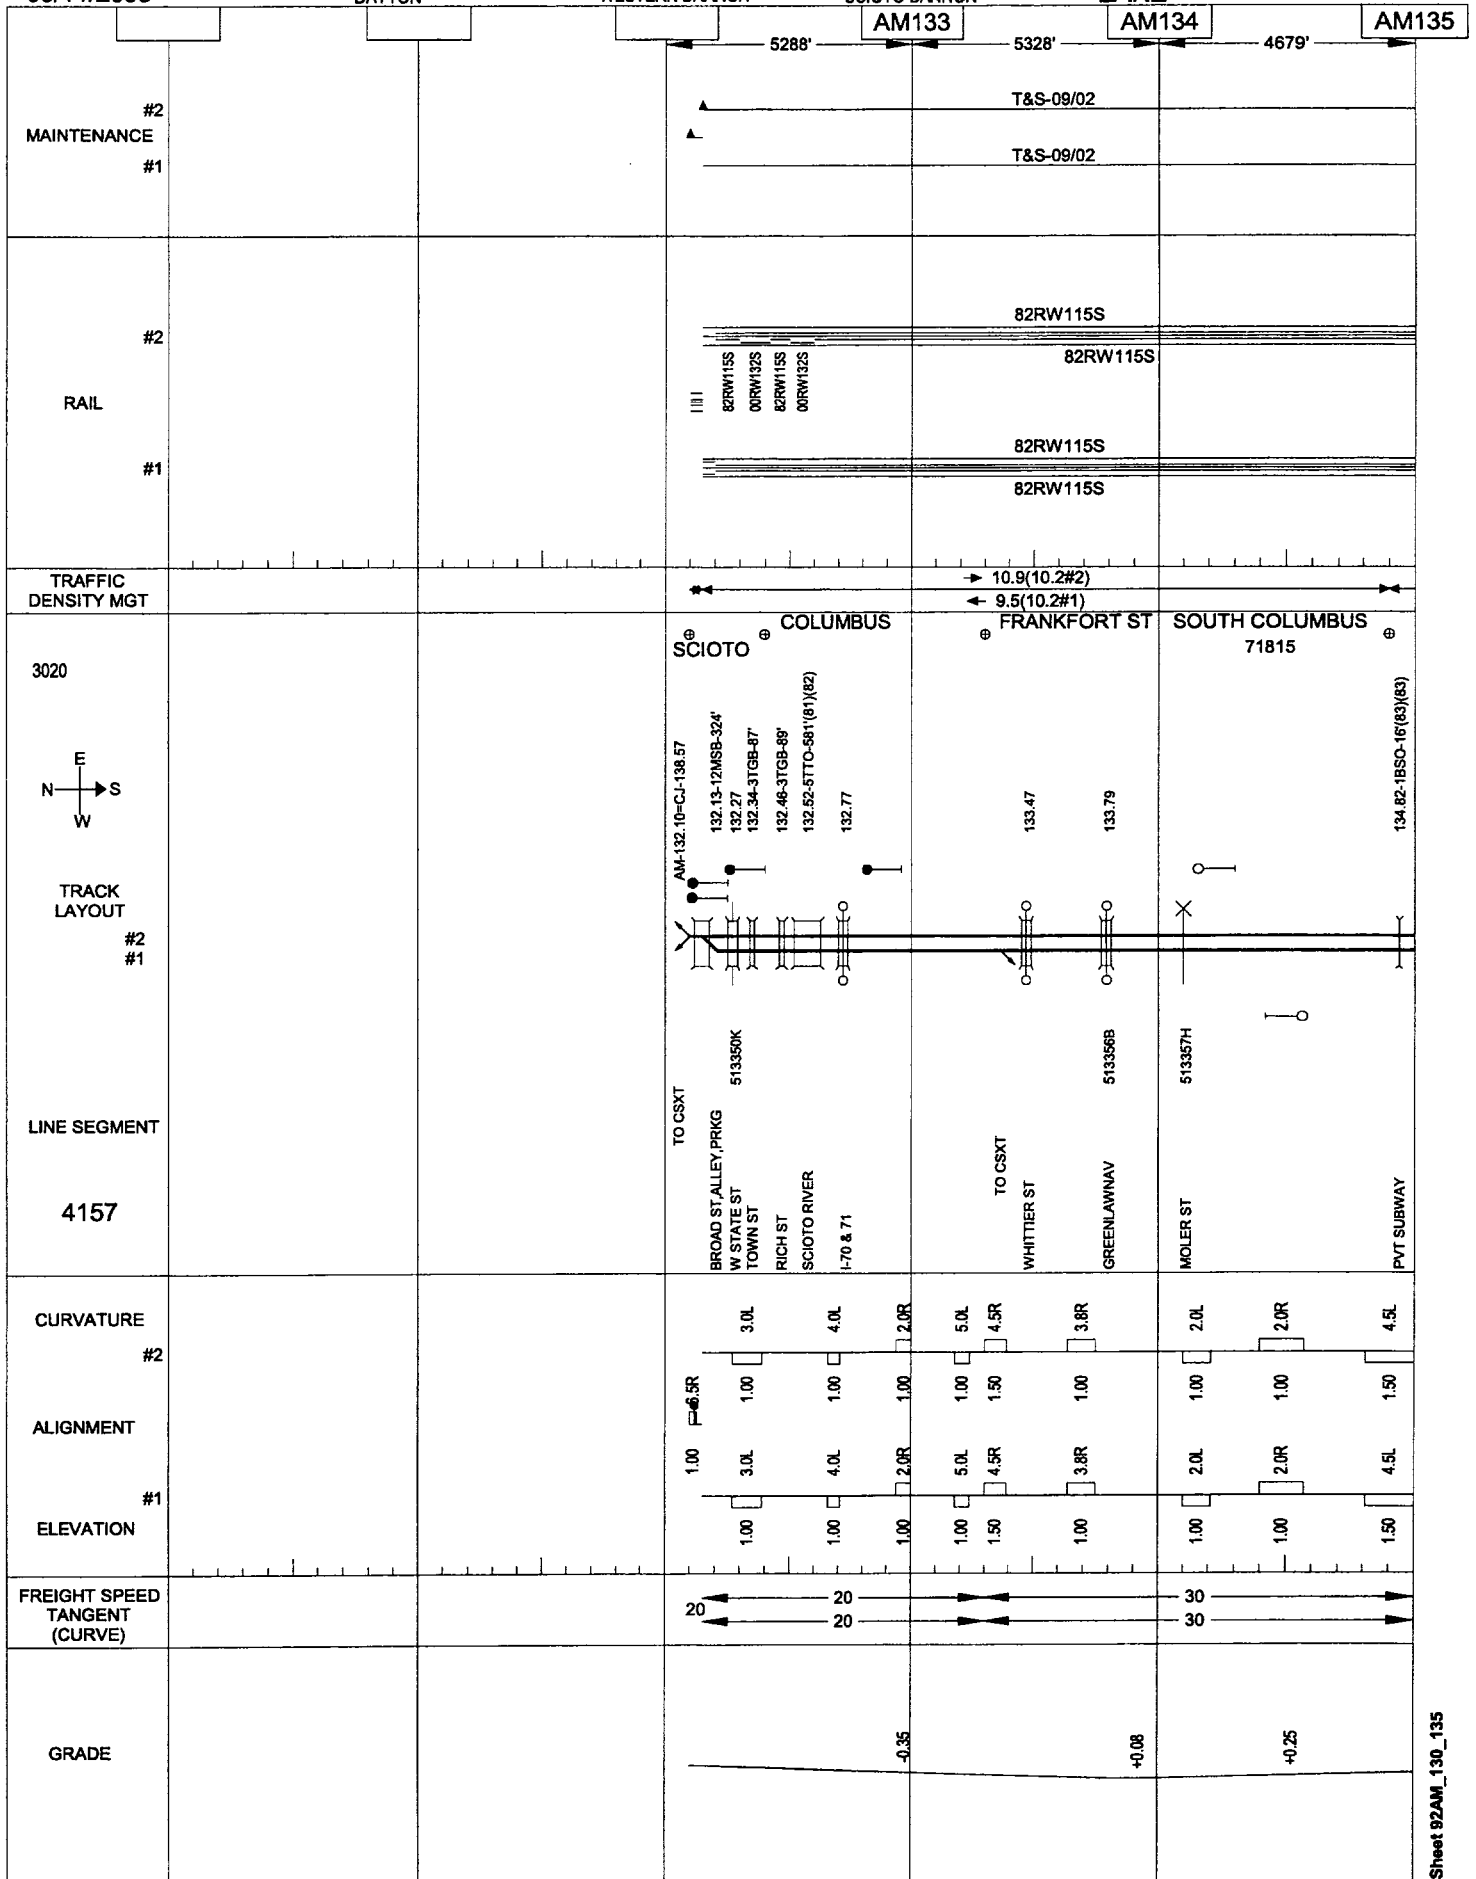 AM133
AM134
AM135
5288'
5328'
4679'
MAINTENANCE
#2
#1
T&S-09/02
T&S-09/02
RAIL
#2
#1
82RW115S
82RW115S
82RW115S
00RW132S
82RW115S
00RW132S
82RW115S
82RW115S
TRAFFIC
DENSITY MGT
10.9(10.2#2)
9.5(10.2#1)
3020
SCIOTO
COLUMBUS
FRANKFORT ST
SOUTH COLUMBUS
71815
E
N
S
W
AM-132.10=CJ-138.57
132.13-12MSB-324'
132.27
132.34-3TGB-87'
132.46-3TGB-89'
132.52-5TTO-581'(81)(82)
132.77
133.47
133.79
134.82-1BSO-16'(83)(83)
TRACK
LAYOUT
#2
#1
513350K
513356B
513357H
LINE SEGMENT
4157
TO CSXT
BROAD ST,ALLEY,PRKG
W STATE ST
TOWN ST
RICH ST
SCIOTO RIVER
I-70 & 71
TO CSXT
WHITTIER ST
GREENLAWNAV
MOLER ST
PVT SUBWAY
CURVATURE
#2
3.0L
4.0L
2.0R
5.0L
4.5R
3.8R
2.0L
2.0R
4.5L
1.00
1.00
1.00
1.00
1.50
1.00
1.00
1.00
1.50
ALIGNMENT
1.00
#1
3.0L
4.0L
2.0R
5.0L
4.5R
3.8R
2.0L
2.0R
4.5L
ELEVATION
1.00
1.00
1.00
1.00
1.50
1.00
1.00
1.00
1.50
FREIGHT SPEED
TANGENT
(CURVE)
20
20
30
20
30
GRADE
-0.35
+0.08
+0.25
Sheet 92AM_130_135